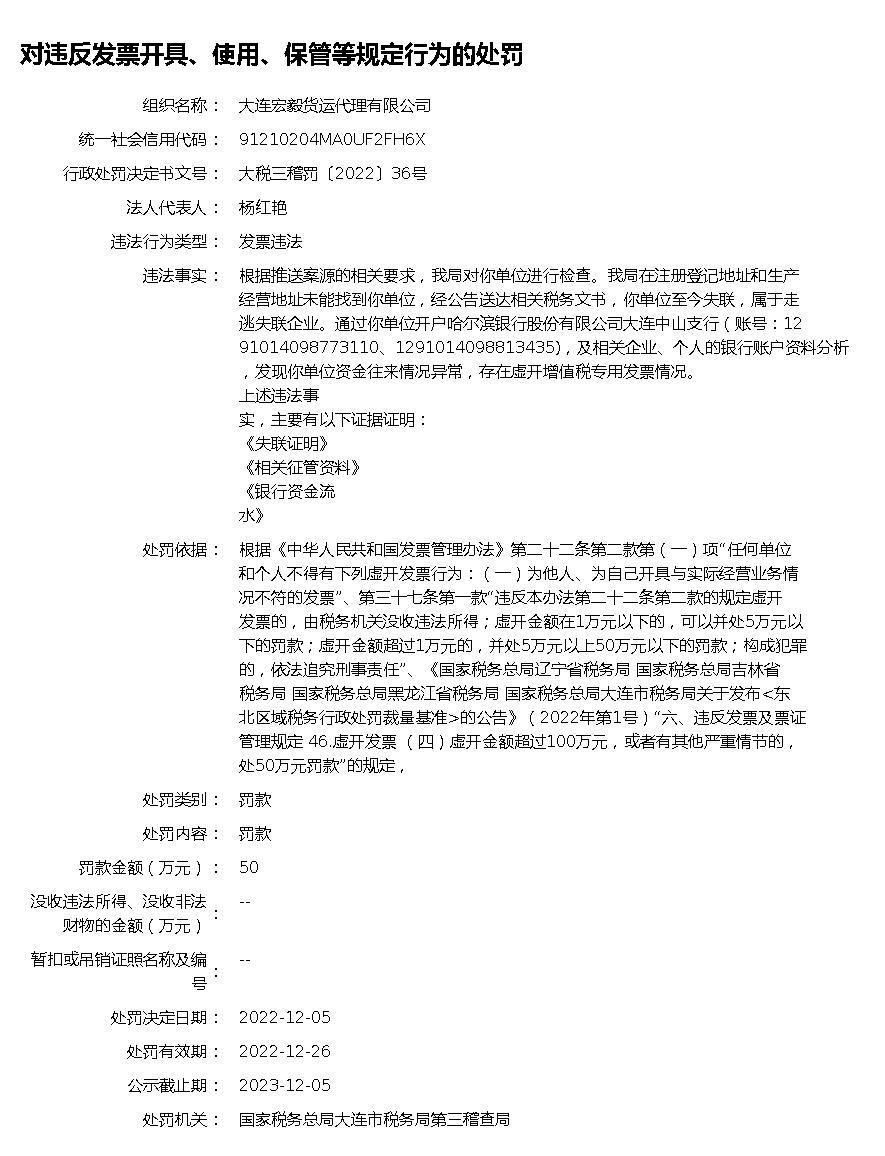 对违反发票开具、使用、保管等规定行为的处罚
组织名称： 大连宏毅货运代理有限公司
统一社会信用代码： 91210204MA0UF2FH6X
行政处罚决定书文号： 大税三稽罚〔2022〕36号
法人代表人： 杨红艳
违法行为类型： 发票违法
违法事实： 根据推送案源的相关要求，我局对你单位进行检查。我局在注册登记地址和生产
经营地址未能找到你单位，经公告送达相关税务文书，你单位至今失联，属于走
逃失联企业。通过你单位开户哈尔滨银行股份有限公司大连中山支行（账号：12
91014098773110、1291014098813435)，及相关企业、个人的银行账户资料分析
，发现你单位资金往来情况异常，存在虚开增值税专用发票情况。
上述违法事
实，主要有以下证据证明：
《失联证明》
《相关征管资料》
《银行资金流
水》
处罚依据： 根据《中华人民共和国发票管理办法》第二十二条第二款第（一）项“任何单位
和个人不得有下列虚开发票行为：（一）为他人、为自己开具与实际经营业务情
况不符的发票”、第三十七条第一款“违反本办法第二十二条第二款的规定虚开
发票的，由税务机关没收违法所得；虚开金额在1万元以下的，可以并处5万元以
下的罚款；虚开金额超过1万元的，并处5万元以上50万元以下的罚款；构成犯罪
的，依法追究刑事责任”、《国家税务总局辽宁省税务局 国家税务总局吉林省
税务局 国家税务总局黑龙江省税务局 国家税务总局大连市税务局关于发布<东
北区域税务行政处罚裁量基准>的公告》（2022年第1号）“六、违反发票及票证
管理规定 46.虚开发票 （四）虚开金额超过100万元，或者有其他严重情节的，
处50万元罚款”的规定，
处罚类别： 罚款
处罚内容： 罚款
罚款金额（万元）： 50
没收违法所得、没收非法
财物的金额（万元）： --
暂扣或吊销证照名称及编
号： --
处罚决定日期： 2022-12-05
处罚有效期： 2022-12-26
公示截止期： 2023-12-05
处罚机关： 国家税务总局大连市税务局第三稽查局